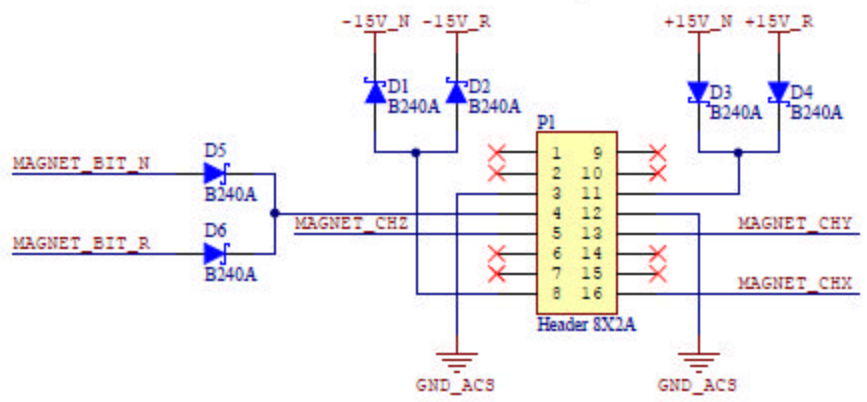 -15V_N -15V_R
+15V_N +15V_R
D1
B240A
D2
B240A
D3
B240A
D4
B240A
P1
D5
B240A
MAGNET_BIT_N
D6
B240A
MAGNET_BIT_R
MAGNET_CHZ
1 9
2 10
3 11
4 12
5 13
6 14
7 15
8 16
MAGNET_CHY
MAGNET_CHX
Header 8X2A
GND_ACS
GND_ACS